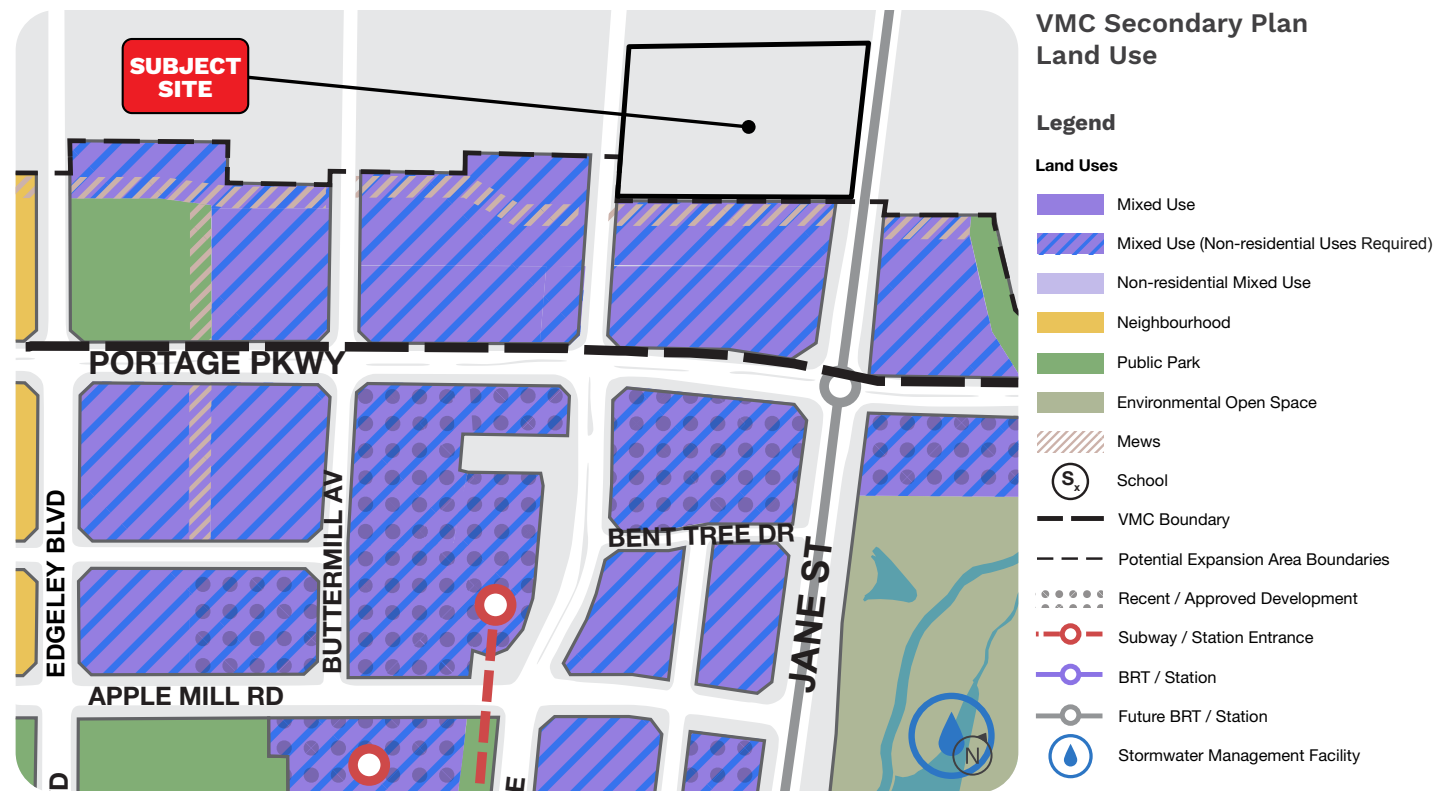 VMC Secondary Plan
Land Use
SUBJECT
SITE
Legend
Land Uses
Mixed Use
Mixed Use (Non-residential Uses Required)
Non-residential Mixed Use
Neighbourhood
Public Park
Environmental Open Space
Mews
Sx
School
VMC Boundary
Potential Expansion Area Boundaries
Recent / Approved Development
Subway / Station Entrance
BRT / Station
Future BRT / Station
Stormwater Management Facility
PORTAGE PKWY
EDGELEY BLVD
BUTTERMILL AV
BENT TREE DR
JANE ST
APPLE MILL RD
N
D
E